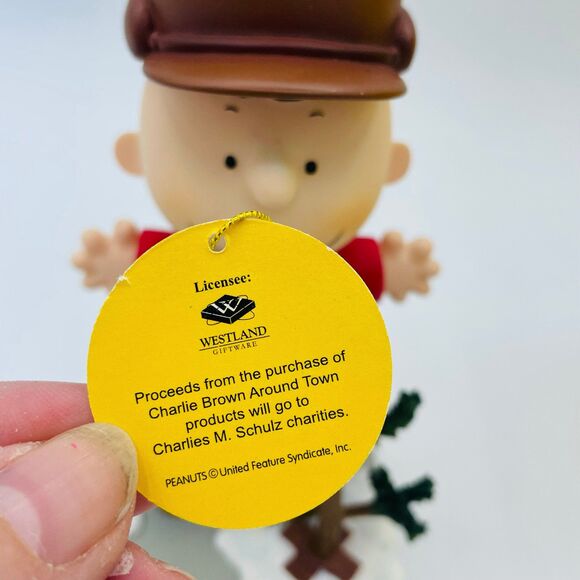 Licensee:
W
WESTLAND
GIFTWARE
Proceeds from the purchase of
Charlie Brown Around Town
products will go to
Charlies M. Schulz charities.
PEANUTS © United Feature Syndicate, Inc.